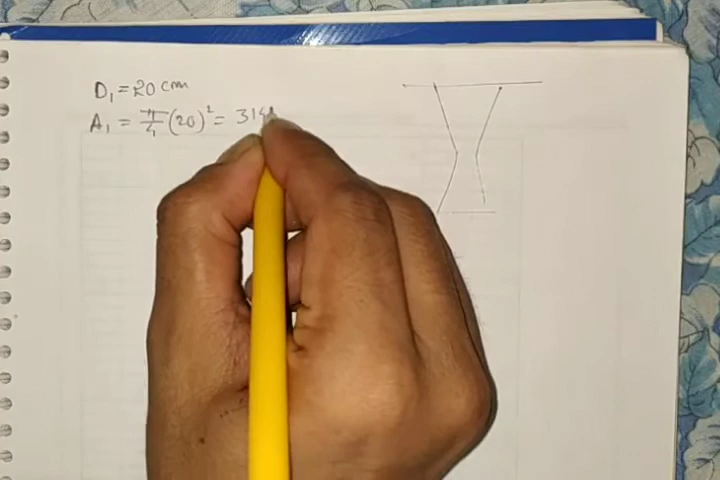 D₁ = 20 cm
A₁ = π/4 (20)² = 314